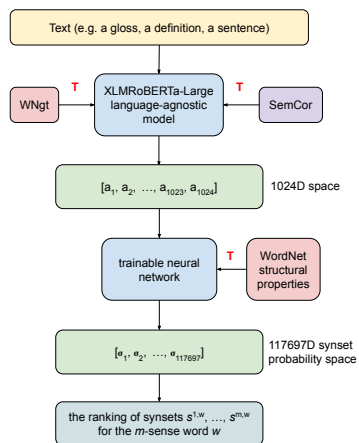 Text (e.g. a gloss, a definition, a sentence)
T
T
WNgt
XLMRoBERTa-Large
language-agnostic
model
SemCor
[a₁, a₂, …, a₁₀₂₃, a₁₀₂₄]
1024D space
trainable neural
network
T
WordNet
structural
properties
[σ₁, σ₂, …, σ₁₁₇₆₉₇]
117697D synset
probability space
the ranking of synsets s^{1,w}, …, s^{m,w}
for the m-sense word w